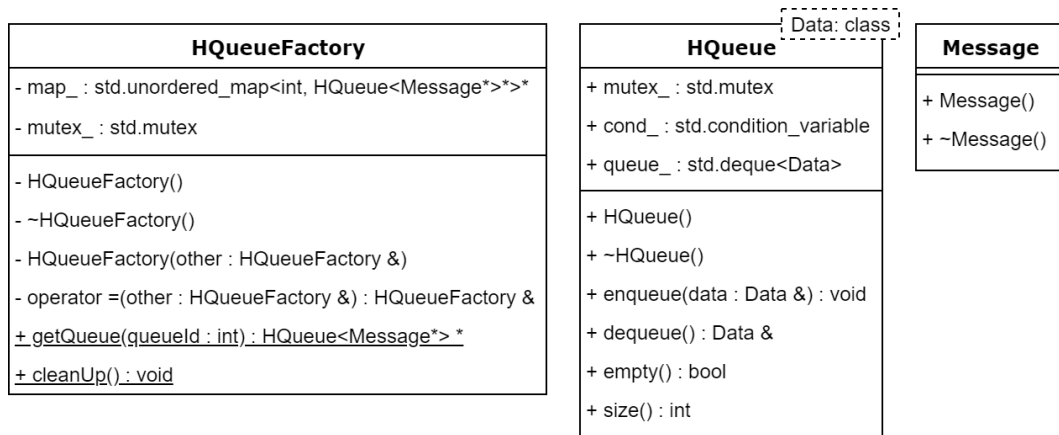 HQueueFactory
- map_ : std.unordered_map<int, HQueue<Message*>*>*
- mutex_ : std.mutex
- HQueueFactory()
- ~HQueueFactory()
- HQueueFactory(other : HQueueFactory &)
- operator =(other : HQueueFactory &) : HQueueFactory &
+ getQueue(queueId : int) : HQueue<Message*> *
+ cleanUp() : void
Data: class
HQueue
+ mutex_ : std.mutex
+ cond_ : std.condition_variable
+ queue_ : std.deque<Data>
+ HQueue()
+ ~HQueue()
+ enqueue(data : Data &) : void
+ dequeue() : Data &
+ empty() : bool
+ size() : int
Message
+ Message()
+ ~Message()